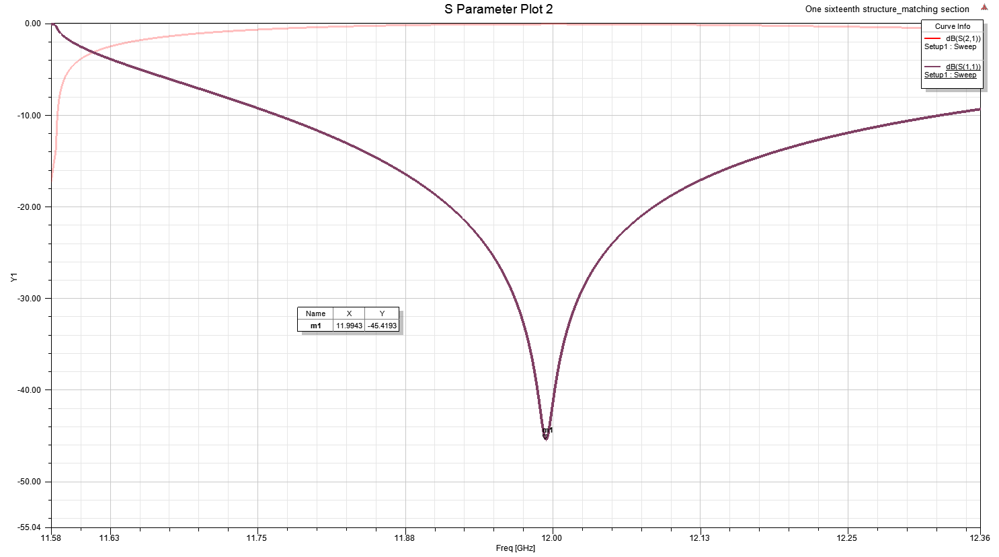 S Parameter Plot 2
One sixteenth structure_matching section
Curve Info
dB(S(2,1))
Setup1 : Sweep
dB(S(1,1))
Setup1 : Sweep
0.00
-10.00
-20.00
-30.00
-40.00
-50.00
-55.04
Y1
Name X Y
m1 11.9943 -45.4193
m1
11.58 11.63 11.75 11.88 12.00 12.13 12.25 12.36
Freq [GHz]